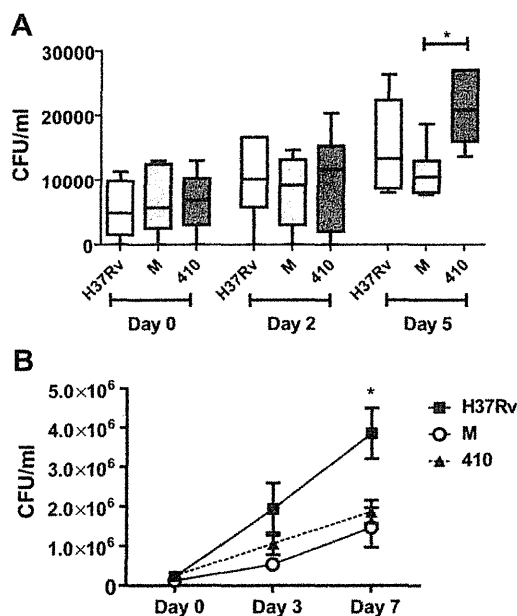 A
CFU/ml
30000
20000
10000
0
*
H37Rv
M
410
H37Rv
M
410
H37Rv
M
410
Day 0
Day 2
Day 5
B
CFU/ml
5.0×10⁶
4.0×10⁶
3.0×10⁶
2.0×10⁶
1.0×10⁶
0
*
H37Rv
M
410
Day 0
Day 3
Day 7